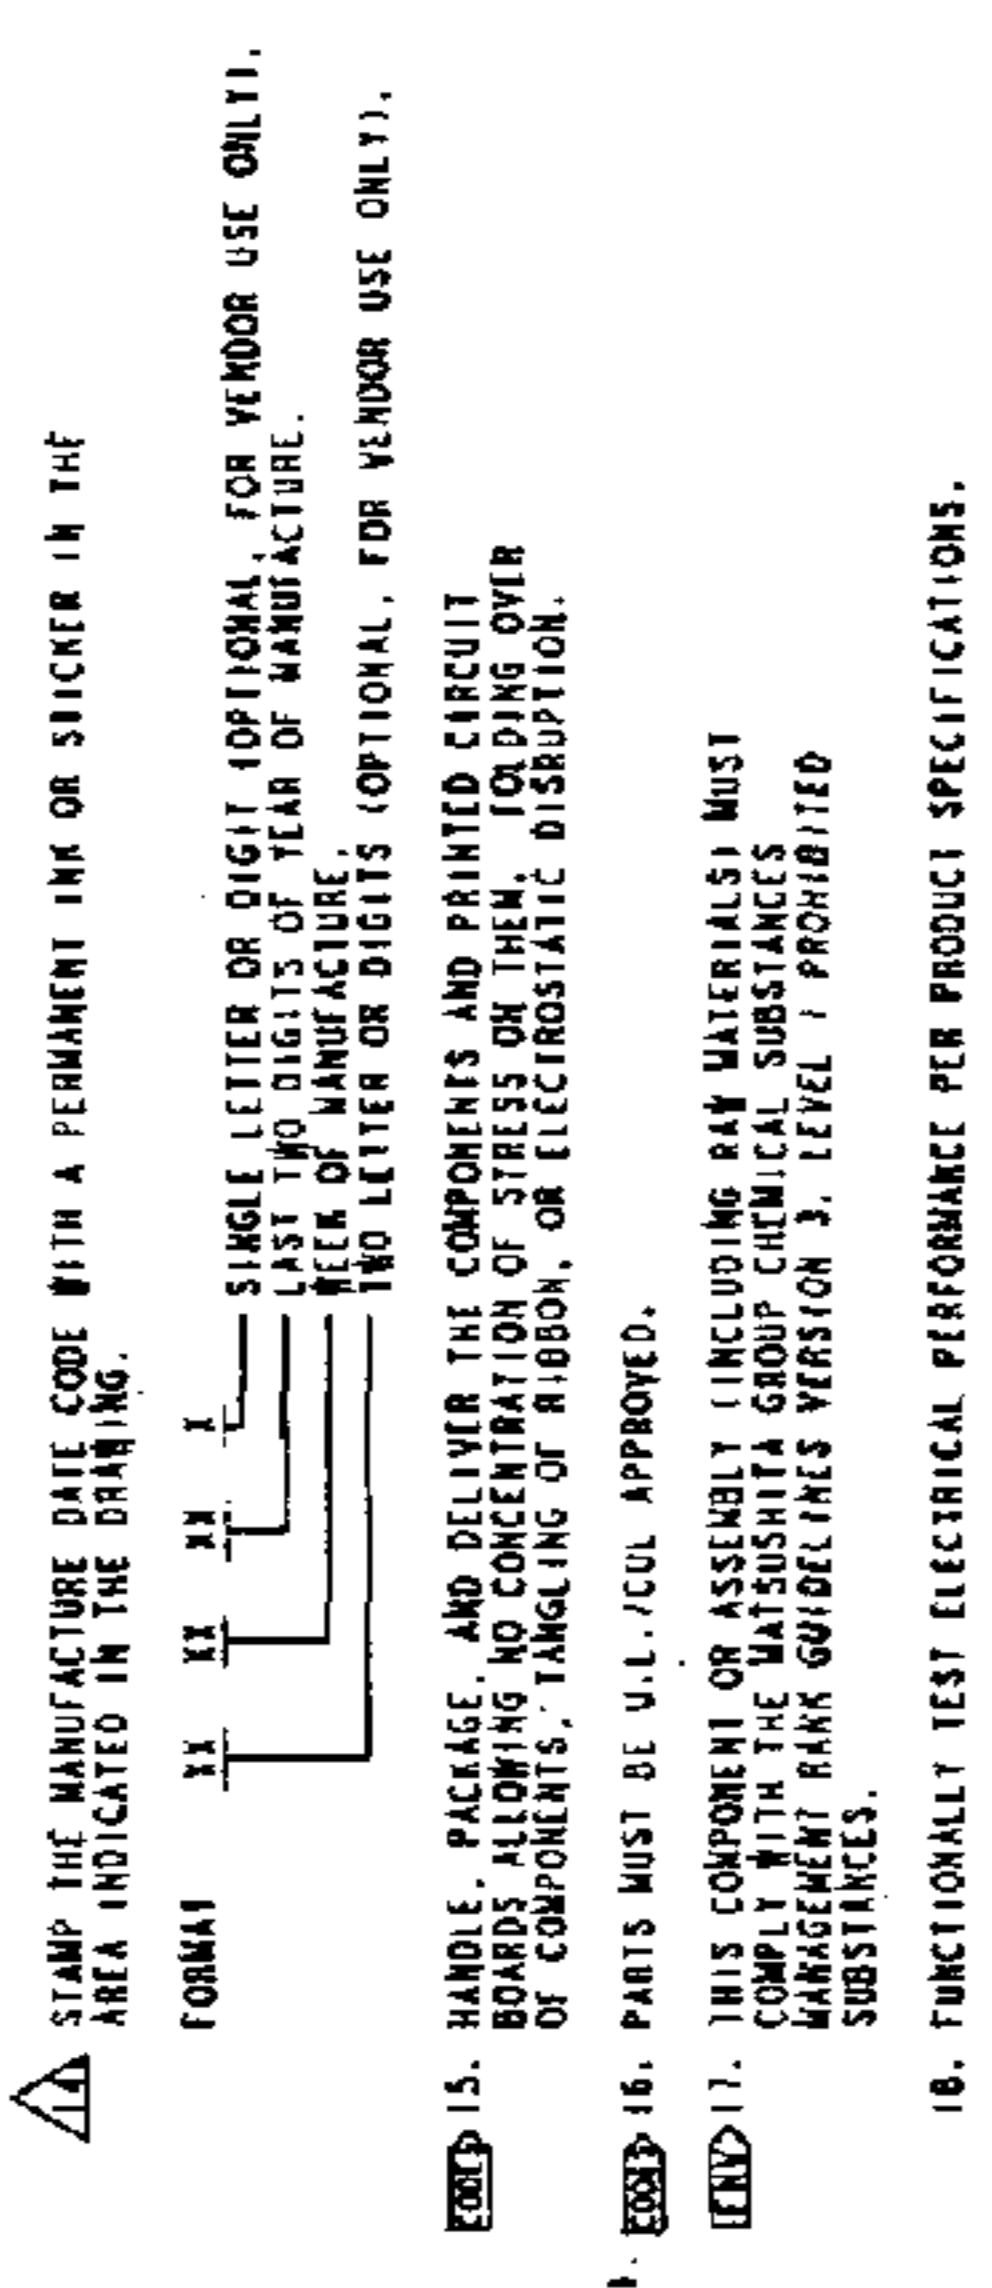 14 STAMP THE MANUFACTURE DATE CODE WITH A PERMANENT INK OR STICKER IN THE
AREA INDICATED IN THE DRAWING.
FORMAT XX XX XX X
SINGLE LETTER OR DIGIT (OPTIONAL, FOR VENDOR USE ONLY).
LAST TWO DIGITS OF YEAR OF MANUFACTURE.
WEEK OF MANUFACTURE.
TWO LETTER OR DIGITS (OPTIONAL, FOR VENDOR USE ONLY).
15. HANDLE, PACKAGE, AND DELIVER THE COMPONENTS AND PRINTED CIRCUIT
BOARDS ALLOWING NO CONCENTRATION OF STRESS ON THEM, FOLDING OVER
OF COMPONENTS, TANGLING OF RIBBON, OR ELECTROSTATIC DISRUPTION.
16. PARTS MUST BE U.L./CUL APPROVED.
ENV 17. THIS COMPONENT OR ASSEMBLY (INCLUDING RAW MATERIALS) MUST
COMPLY WITH THE MATSUSHITA GROUP CHEMICAL SUBSTANCES
MANAGEMENT RANK GUIDELINES VERSION 3, LEVEL 1 PROHIBITED
SUBSTANCES.
18. FUNCTIONALLY TEST ELECTRICAL PERFORMANCE PER PRODUCT SPECIFICATIONS.